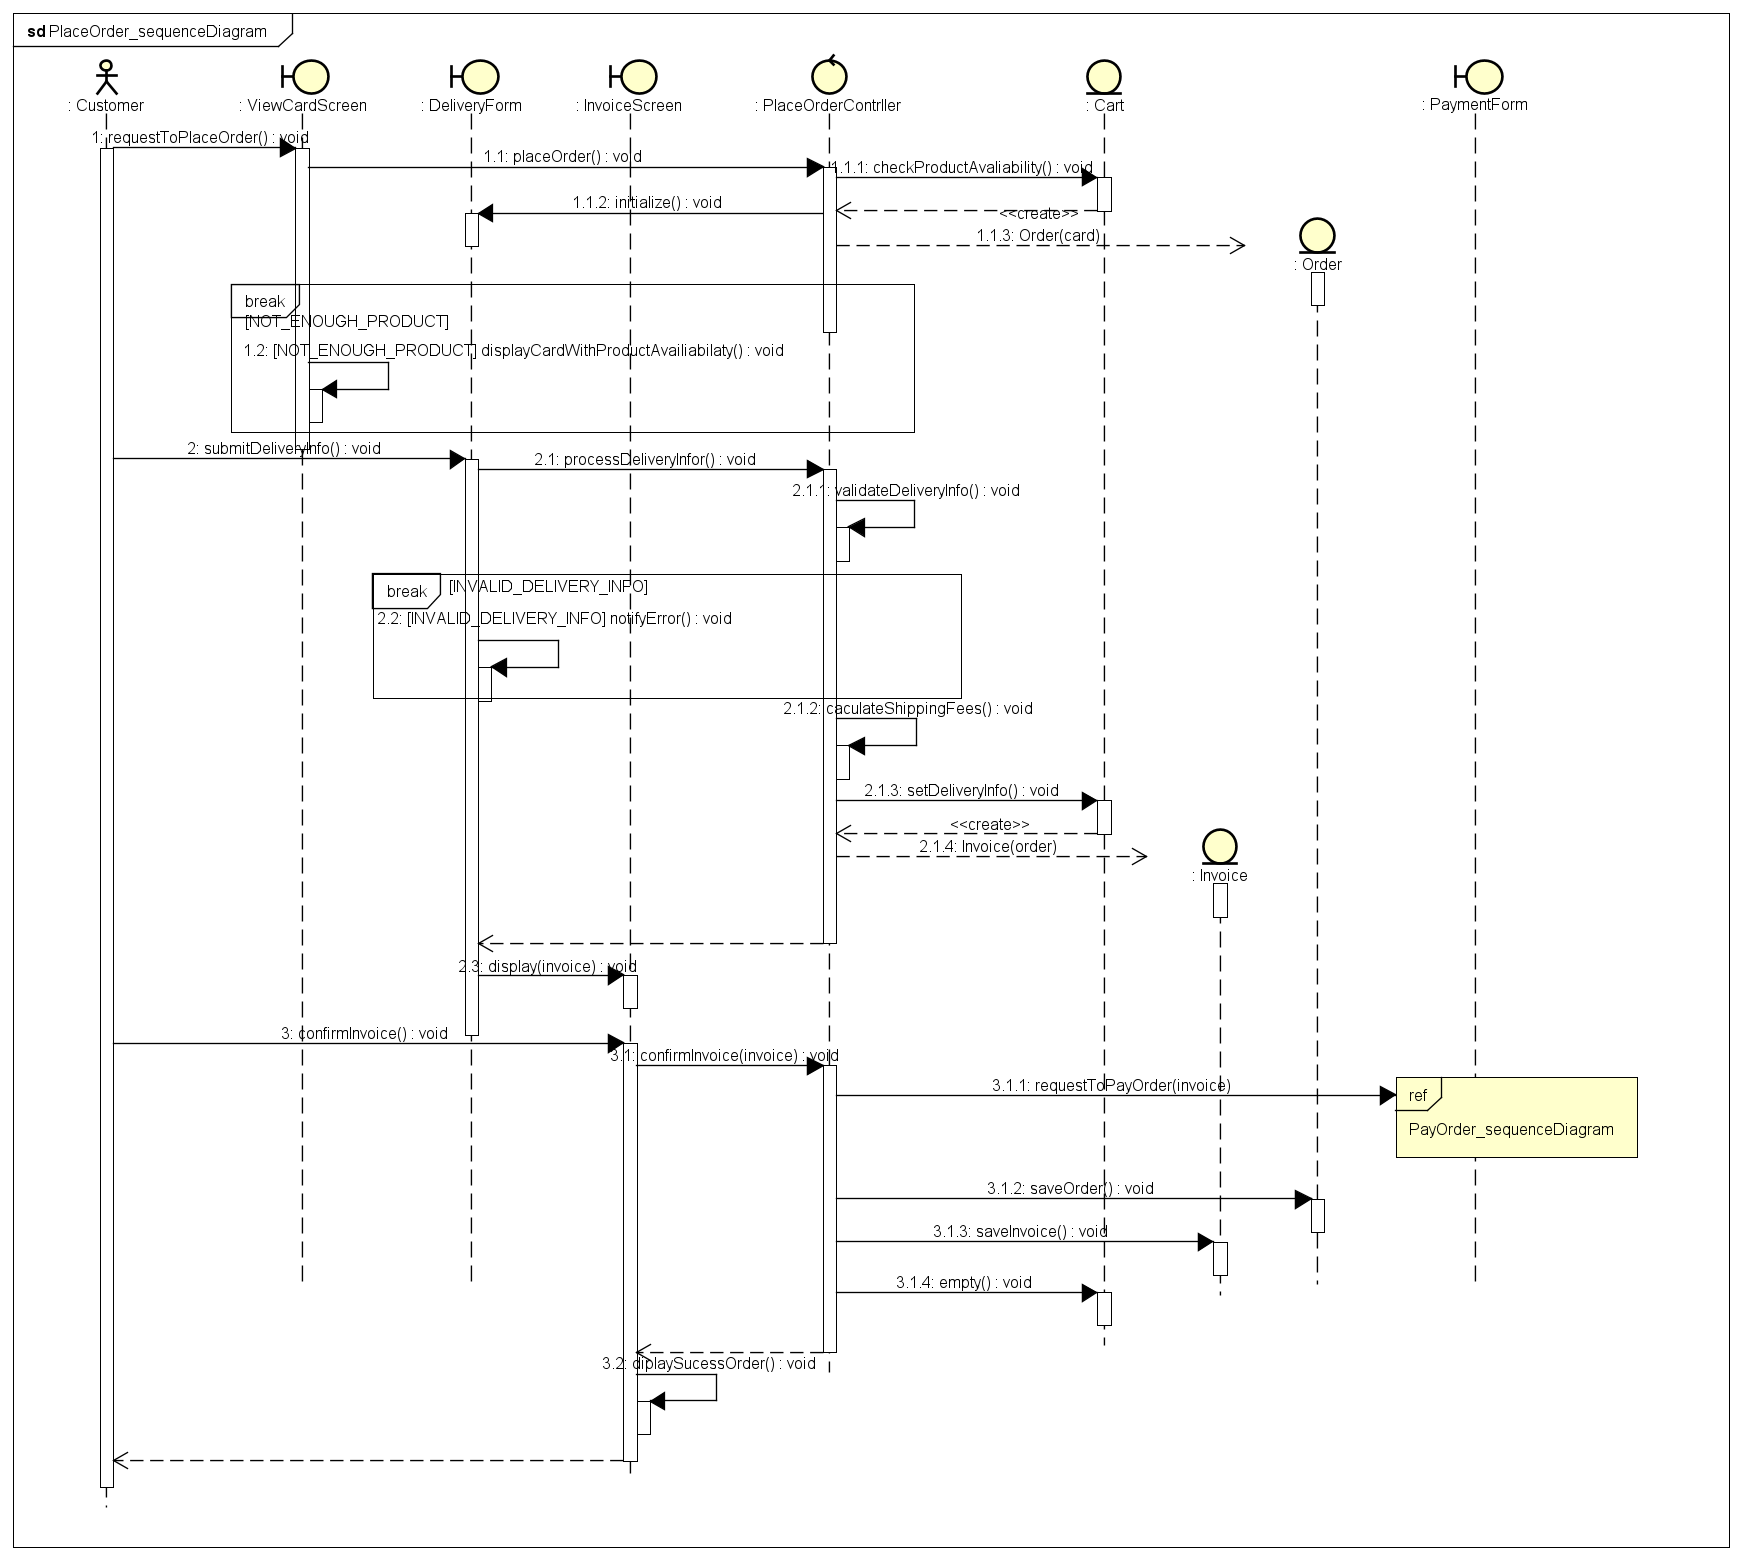 sd PlaceOrder_sequenceDiagram
: Customer
: ViewCardScreen
: DeliveryForm
: InvoiceScreen
: PlaceOrderContrller
: Cart
: PaymentForm
1: requestToPlaceOrder() : void
1.1: placeOrder() : void
1.1.1: checkProductAvaliability() : void
1.1.2: initialize() : void
<<create>>
1.1.3: Order(card)
: Order
break
[NOT_ENOUGH_PRODUCT]
1.2: [NOT_ENOUGH_PRODUCT] displayCardWithProductAvailiabilaty() : void
2: submitDeliveryInfo() : void
2.1: processDeliveryInfor() : void
2.1.1: validateDeliveryInfo() : void
break
[INVALID_DELIVERY_INFO]
2.2: [INVALID_DELIVERY_INFO] notifyError() : void
2.1.2: caculateShippingFees() : void
2.1.3: setDeliveryInfo() : void
<<create>>
2.1.4: Invoice(order)
: Invoice
2.3: display(invoice) : void
3: confirmInvoice() : void
3.1: confirmInvoice(invoice) : void
3.1.1: requestToPayOrder(invoice)
ref
PayOrder_sequenceDiagram
3.1.2: saveOrder() : void
3.1.3: saveInvoice() : void
3.1.4: empty() : void
3.2: diplaySucessOrder() : void